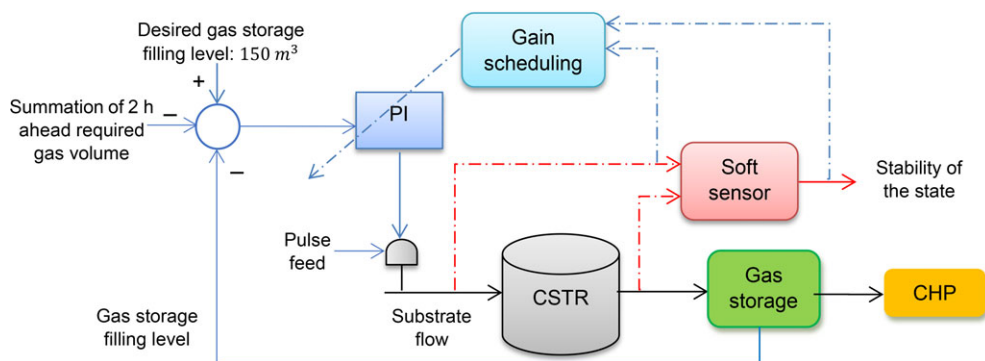 Desired gas storage
filling level: 150 m³
+
Summation of 2 h
ahead required
gas volume
−
−
PI
Gain
scheduling
Soft
sensor
Stability of
the state
Pulse
feed
CSTR
Substrate
flow
Gas
storage
CHP
Gas storage
filling level